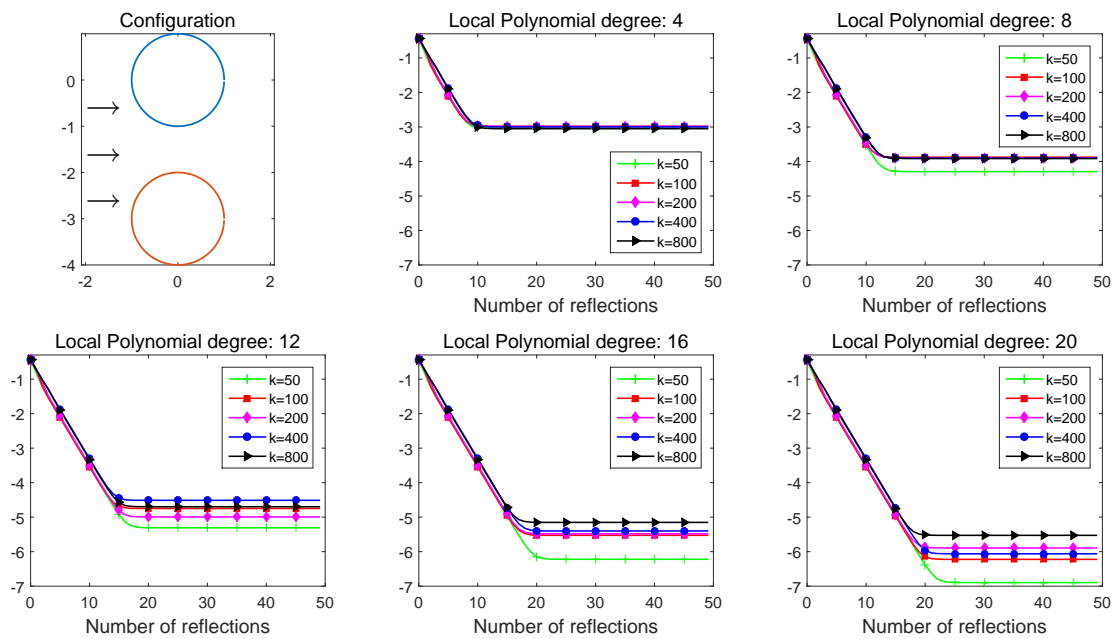 Configuration
0
-1
-2
-3
-4
-2
0
2
Local Polynomial degree: 4
-1
-2
-3
-4
-5
-6
-7
k=50
k=100
k=200
k=400
k=800
0 10 20 30 40 50
Number of reflections
Local Polynomial degree: 8
-1
-2
-3
-4
-5
-6
-7
k=50
k=100
k=200
k=400
k=800
0 10 20 30 40 50
Number of reflections
Local Polynomial degree: 12
-1
-2
-3
-4
-5
-6
-7
k=50
k=100
k=200
k=400
k=800
0 10 20 30 40 50
Number of reflections
Local Polynomial degree: 16
-1
-2
-3
-4
-5
-6
-7
k=50
k=100
k=200
k=400
k=800
0 10 20 30 40 50
Number of reflections
Local Polynomial degree: 20
-1
-2
-3
-4
-5
-6
-7
k=50
k=100
k=200
k=400
k=800
0 10 20 30 40 50
Number of reflections